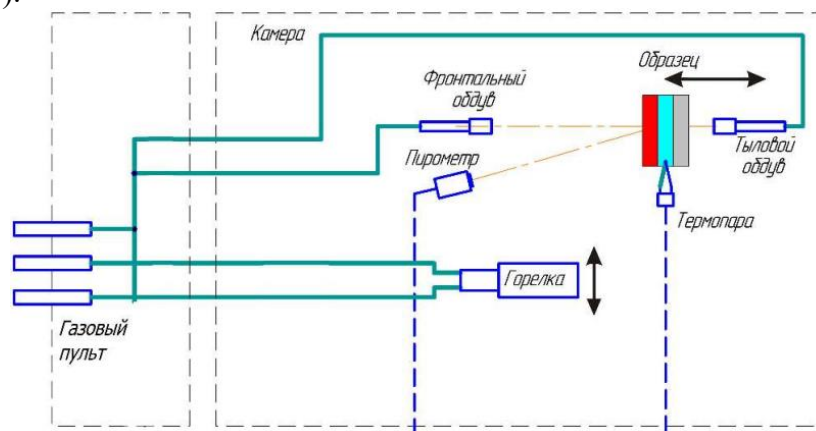 ).
Камера
Образец
Фронтальный
обдув
Пирометр
Тыловой
обдув
Термопара
Горелка
Газовый
пульт